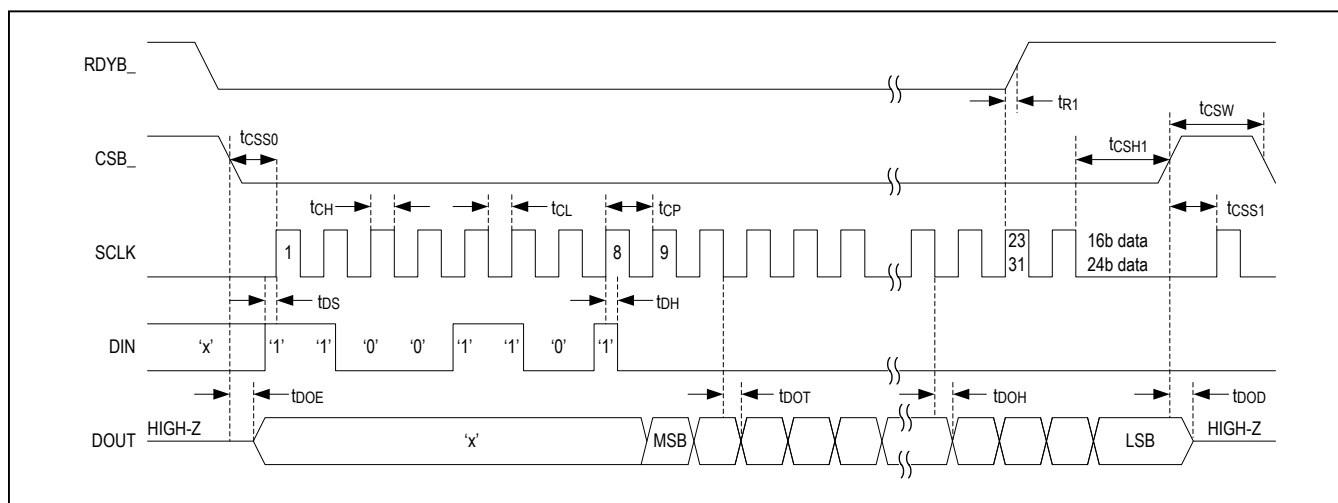 RDYB_
tR1
tCSW
tCSS0
tCSH1
CSB_
tCH
tCL
tCP
tCSS1
SCLK
1
8
9
23
16b data
31
24b data
tDS
tDH
DIN
‘x’
‘1’
‘1’
‘0’
‘0’
‘1’
‘1’
‘0’
‘1’
tDOE
tDOT
tDOH
tDOD
DOUT
HIGH-Z
‘x’
MSB
LSB
HIGH-Z